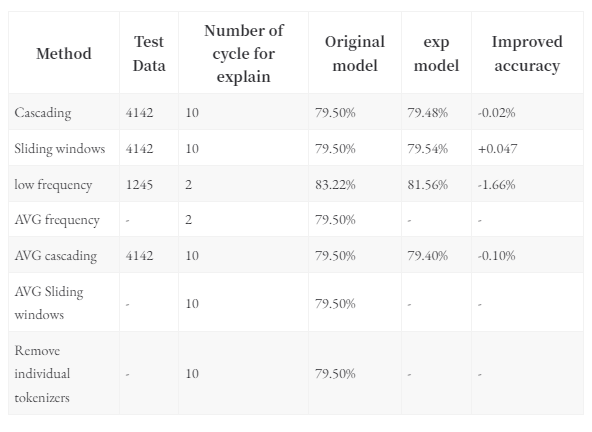 Method Test Data Number of cycle for explain Original model exp model Improved accuracy
Cascading 4142 10 79.50% 79.48% -0.02%
Sliding windows 4142 10 79.50% 79.54% +0.047
low frequency 1245 2 83.22% 81.56% -1.66%
AVG frequency - 2 79.50% - -
AVG cascading 4142 10 79.50% 79.40% -0.10%
AVG Sliding windows - 10 79.50% - -
Remove individual tokenizers - 10 79.50% - -